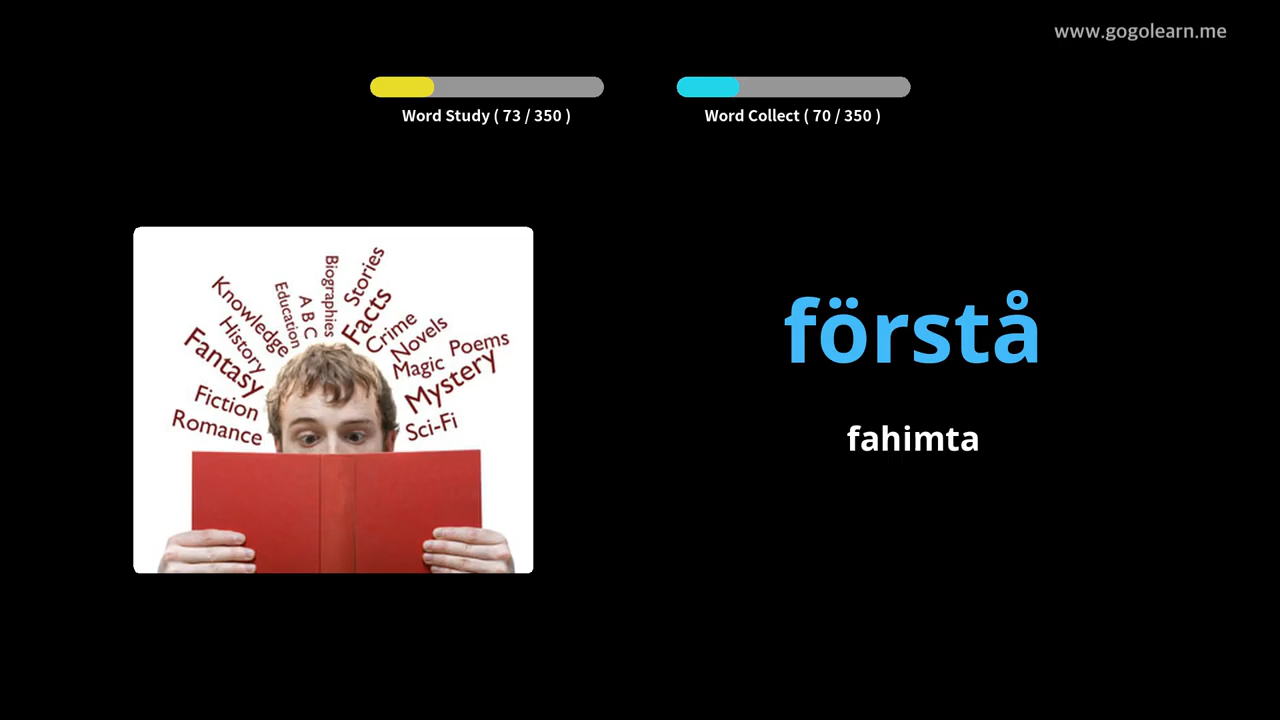 www.gogolearn.me
Word Study ( 73 / 350 )
Word Collect ( 70 / 350 )
Biographies
Stories
Education
A B C
Facts
Knowledge
Crime
History
Novels
Poems
Fantasy
Magic
Mystery
Fiction
Romance
Sci-Fi
förstå
fahimta